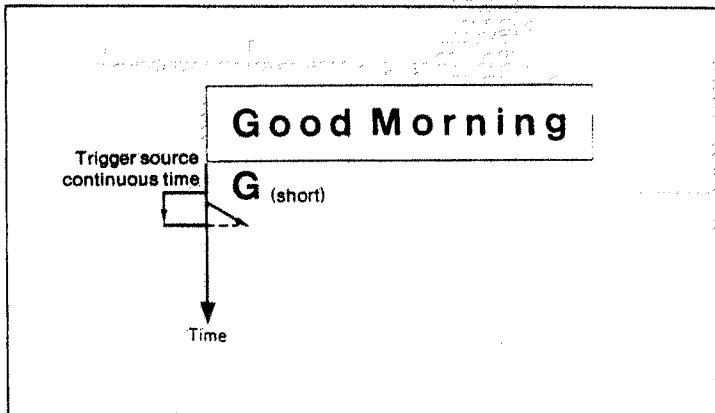 Good Morning
Trigger source
continuous time
G (short)
Time